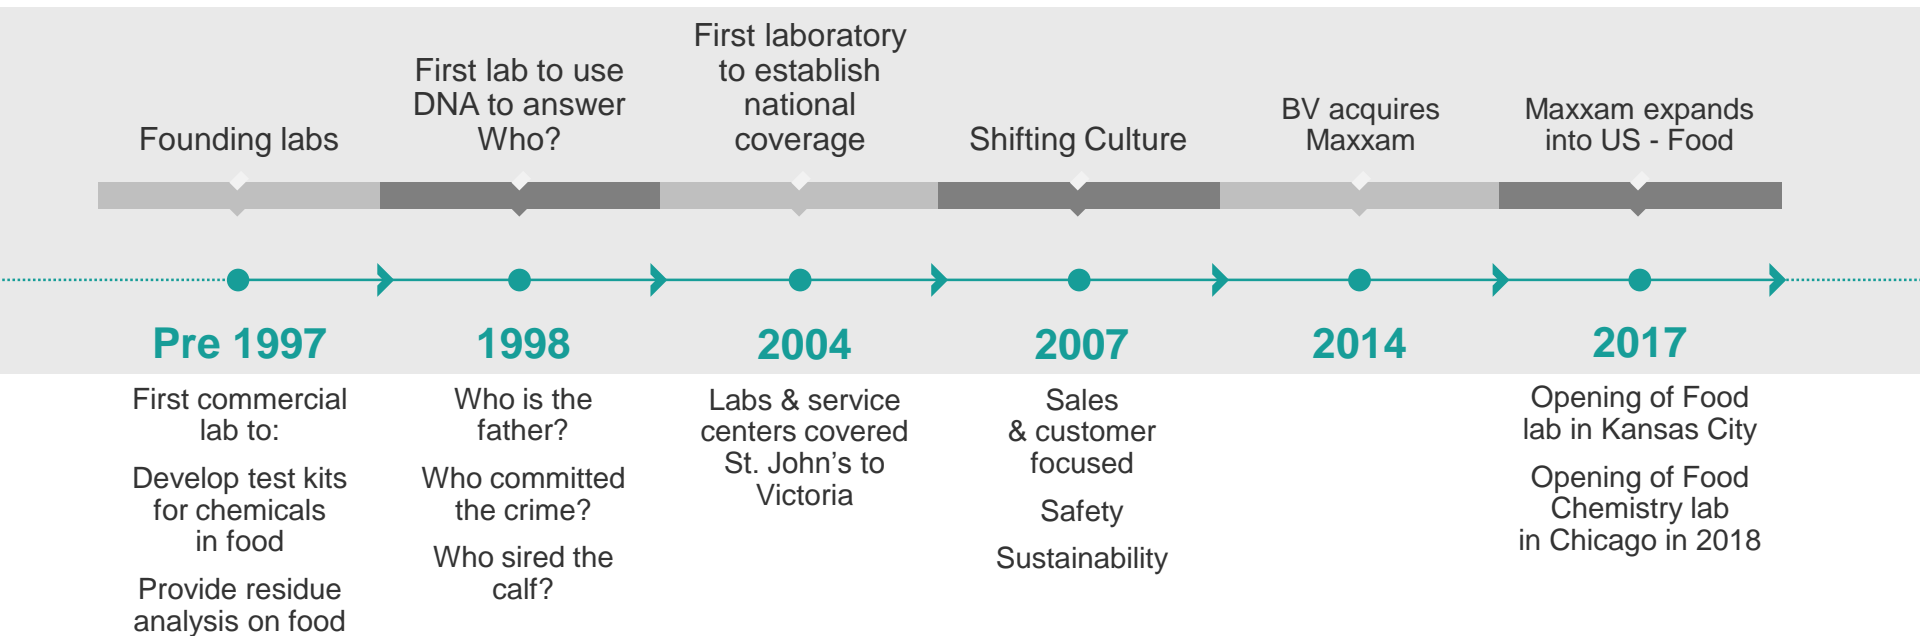 Founding labs
First lab to use
DNA to answer
Who?
First laboratory
to establish
national
coverage
Shifting Culture
BV acquires
Maxxam
Maxxam expands
into US - Food
Pre 1997
1998
2004
2007
2014
2017
First commercial
lab to:
Develop test kits
for chemicals
in food
Provide residue
analysis on food
Who is the
father?
Who committed
the crime?
Who sired the
calf?
Labs & service
centers covered
St. John’s to
Victoria
Sales
& customer
focused
Safety
Sustainability
Opening of Food
lab in Kansas City
Opening of Food
Chemistry lab
in Chicago in 2018